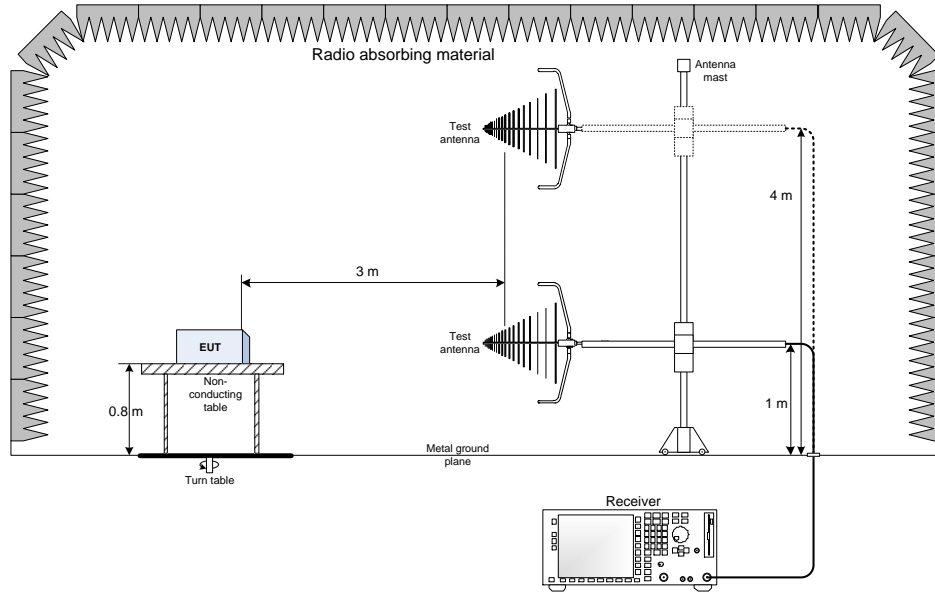 Radio absorbing material
Antenna
mast
Test
antenna
4 m
3 m
EUT
Test
antenna
Non-
conducting
table
0.8 m
1 m
Metal ground
plane
Turn table
Receiver